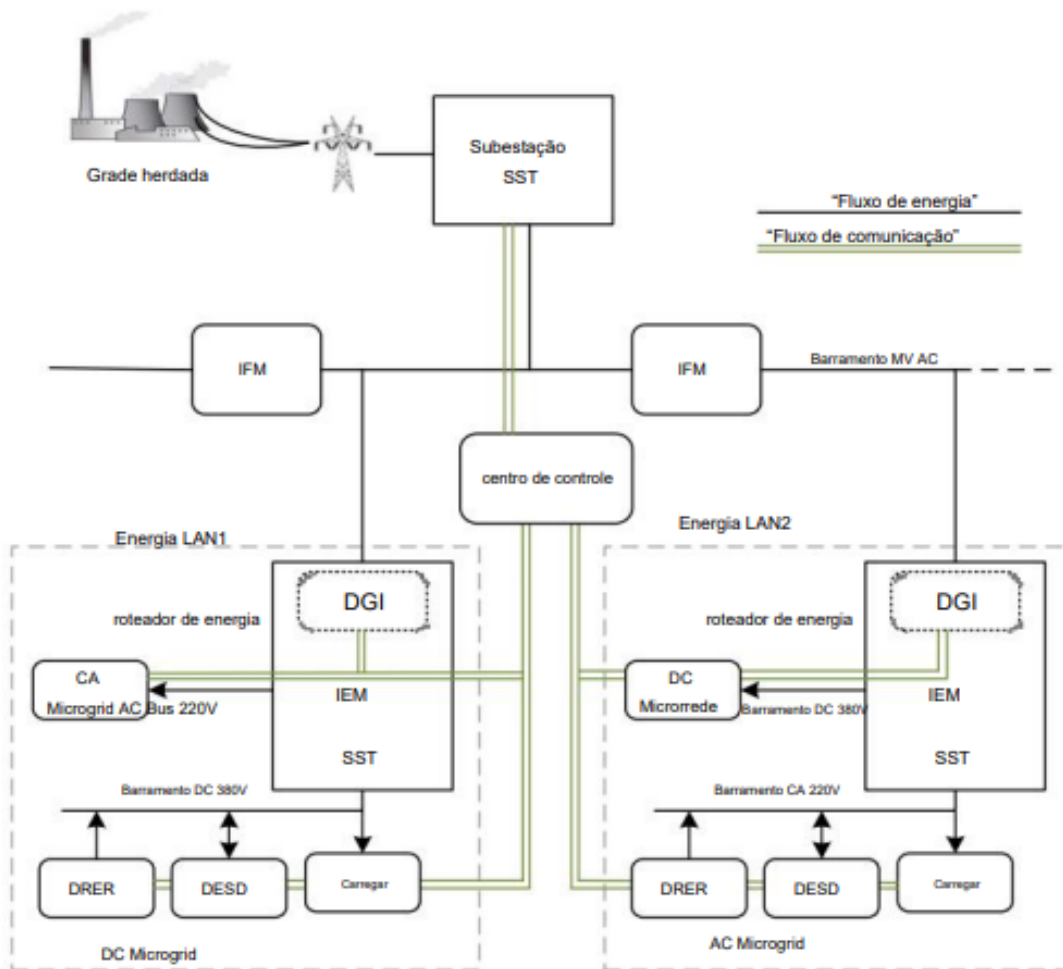 Subestação
SST
Grade herdada
“Fluxo de energia”
“Fluxo de comunicação”
IFM
IFM
Barramento MV AC
centro de controle
Energia LAN1
Energia LAN2
DGI
DGI
roteador de energia
roteador de energia
CA
Microgrid AC Bus 220V
IEM
DC
Microrrede
Barramento DC 380V
IEM
SST
SST
Barramento DC 380V
Barramento CA 220V
DRER
DESD
Carregar
DRER
DESD
Carregar
DC Microgrid
AC Microgrid